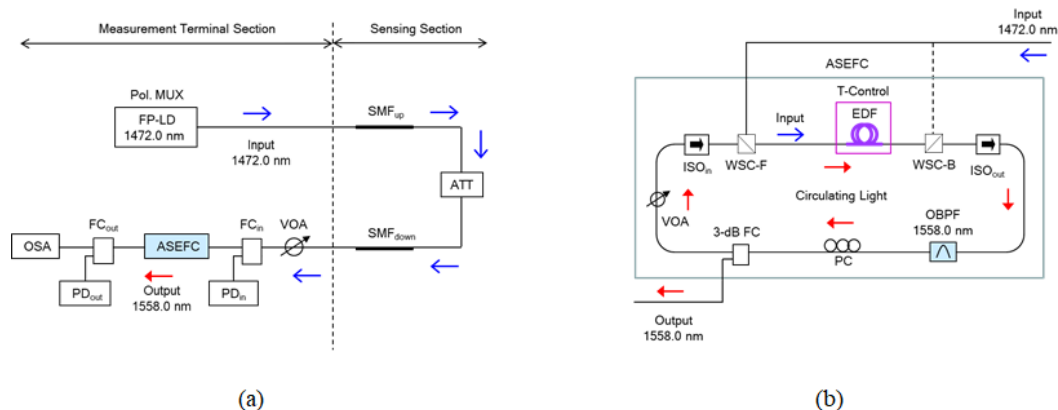 Measurement Terminal Section
Sensing Section
Pol. MUX
FP-LD
1472.0 nm
Input
1472.0 nm
SMFup
ATT
SMFdown
VOA
FCin
PDin
ASEFC
Output
1558.0 nm
FCout
PDout
OSA
(a)
Input
1472.0 nm
ASEFC
T-Control
EDF
Input
ISOin
WSC-F
WSC-B
ISOout
Circulating Light
VOA
OBPF
1558.0 nm
3-dB FC
PC
Output
1558.0 nm
(b)